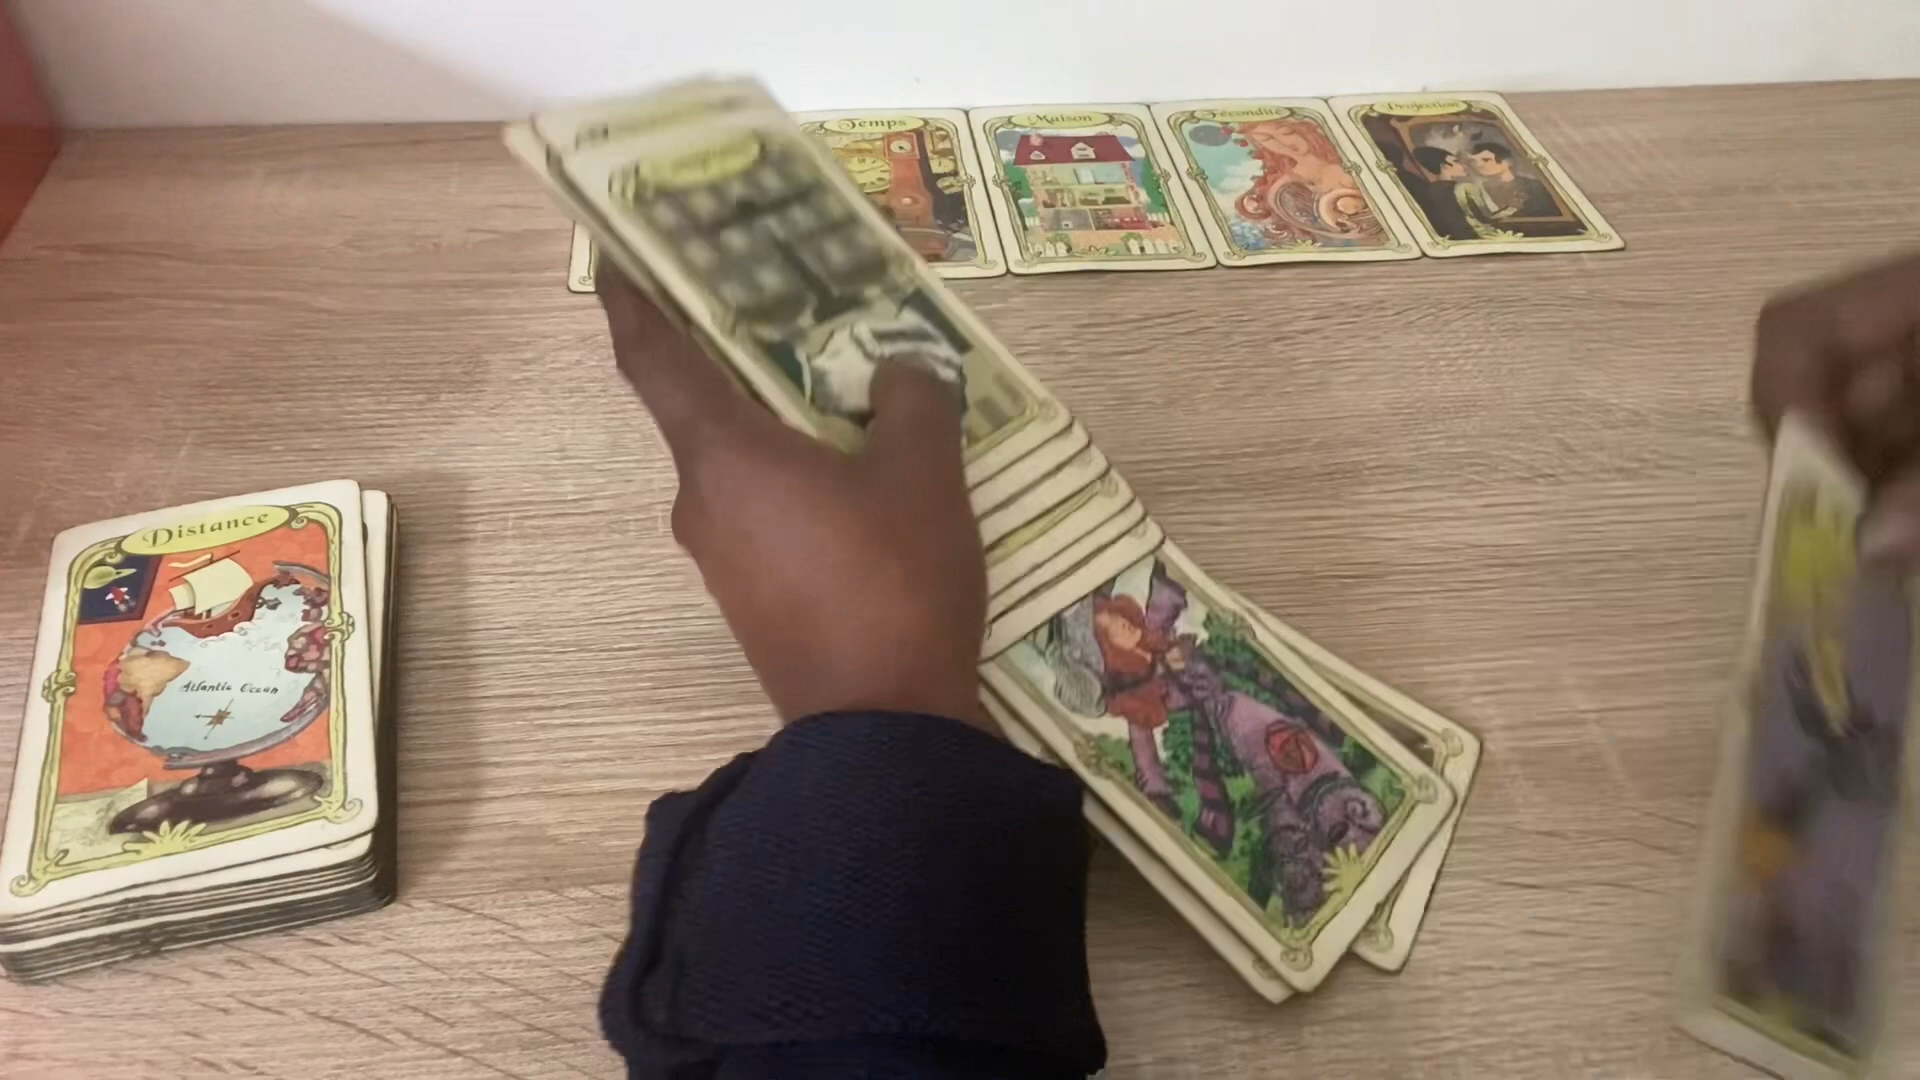 Temps
Maison
Fécondité
Projection
Distance
Atlantic Ocean